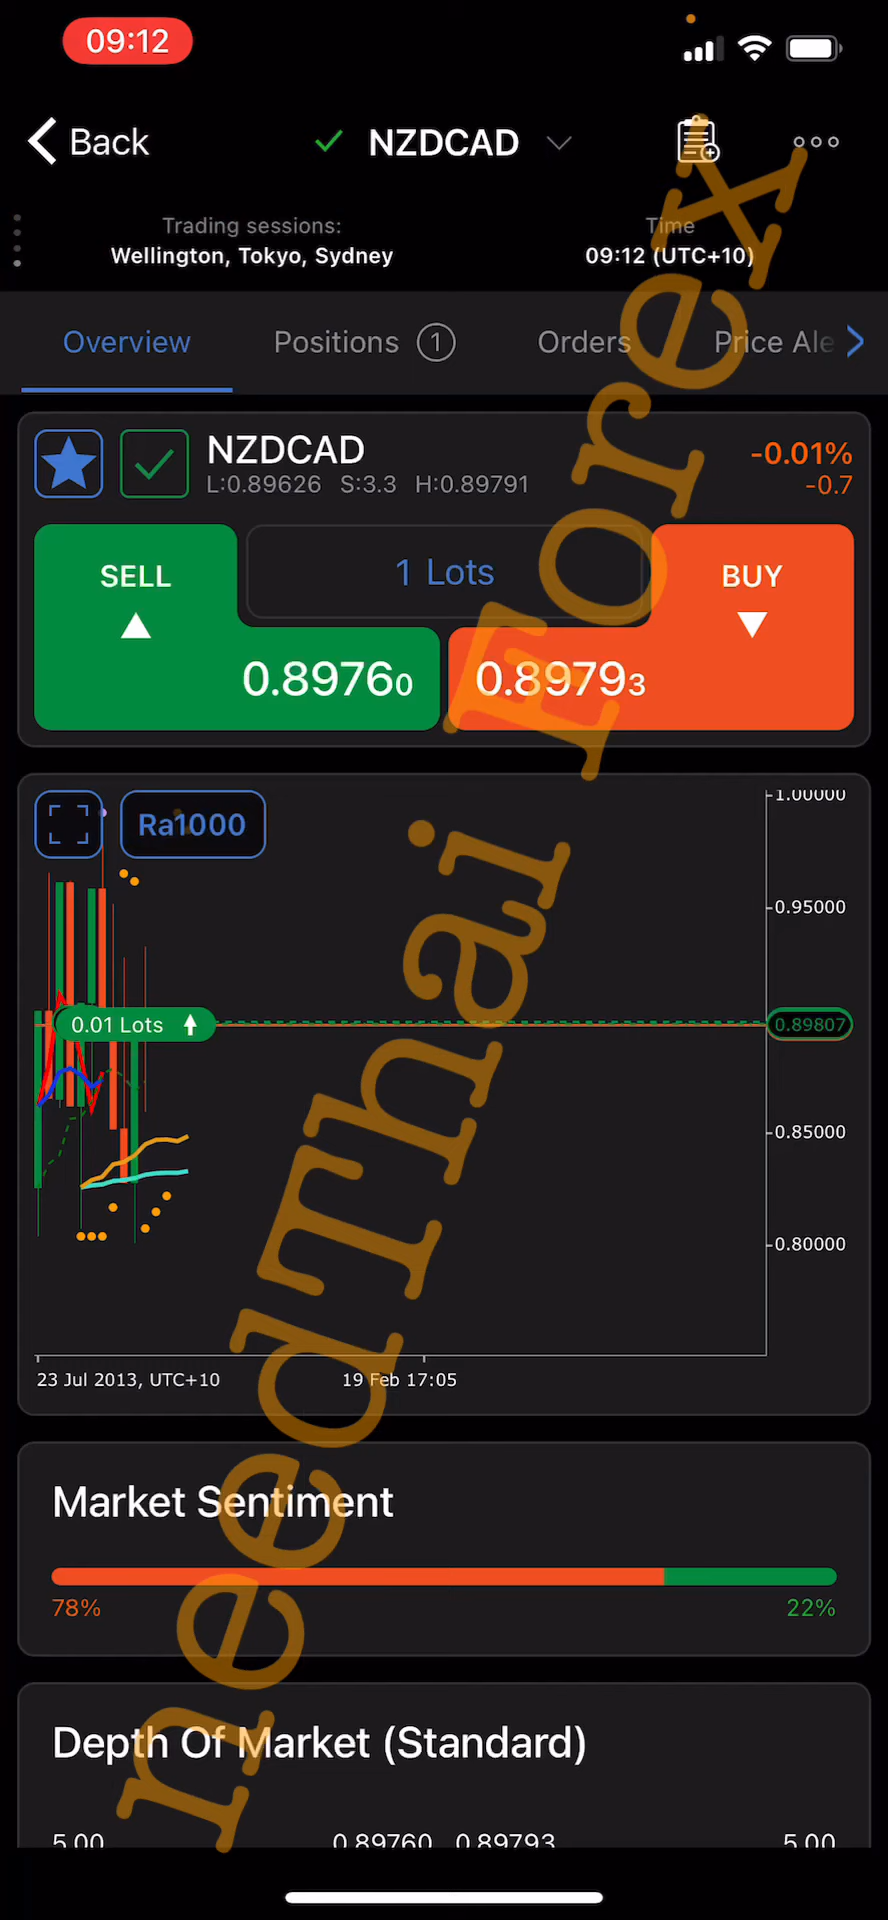 09:12
Back
NZDCAD
Trading sessions:
Wellington, Tokyo, Sydney
Time
09:12 (UTC+10)
Overview
Positions 1
Orders
Price Ale
NZDCAD
L:0.89626 S:3.3 H:0.89791
-0.01%
-0.7
SELL
1 Lots
BUY
0.89760
0.89793
Ra1000
1.00000
0.95000
0.01 Lots
0.89807
0.85000
0.80000
23 Jul 2013, UTC+10
19 Feb 17:05
Market Sentiment
78%
22%
Depth Of Market (Standard)
5.00 0.89760 0.89793 5.00
needThai Forex